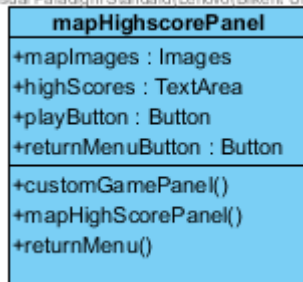 mapHighscorePanel
+mapImages : Images
+highScores : TextArea
+playButton : Button
+returnMenuButton : Button
+customGamePanel()
+mapHighScorePanel()
+returnMenu()